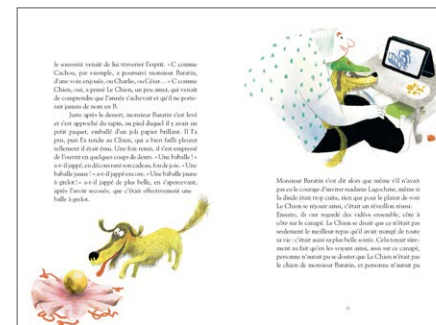 le souvenir venait de lui traverser l'esprit. « C comme
Cachou, par exemple, a poursuivi monsieur Baratin,
d'une voix enjouée, ou Charlie, ou César… » C comme
Chien, oui, a pensé Le Chien, un peu amer, qui venait
de comprendre que l'année s'achevait et qu'il ne porte-
rait jamais de nom en B.
Juste après le dessert, monsieur Baratin s'est levé
et s'est approché du sapin, au pied duquel il y avait un
petit paquet, emballé d'un joli papier brillant. Il l'a
pris, puis l'a tendu au Chien, qui a bien failli pleurer
tellement il était ému. Une fois remis, il s'est empressé
de l'ouvrir en quelques coups de dents. « Une baballe ! »
a-t-il jappé, en découvrant son cadeau, fou de joie. « Une
baballe jaune ! » a-t-il jappé encore. « Une baballe jaune
à grelot ! » a-t-il jappé de plus belle, en s'apercevant,
après l'avoir secouée, que c'était effectivement une
balle à grelot.
Monsieur Baratin s'est dit alors que même s'il n'avait
pas eu le courage d'inviter madame Lapochine, même si
la dinde était trop cuite, rien que pour le plaisir de voir
Le Chien se réjouir ainsi, c'était un réveillon réussi.
Ensuite, ils ont regardé des vidéos ensemble, côte à
côte sur le canapé. Le Chien se disait que ce n'était pas
seulement le meilleur repas qu'il avait mangé de toute
sa vie : c'était aussi sa plus belle soirée. Cela tenait sûre-
ment au fait qu'en les voyant ainsi, assis sur ce canapé,
personne n'aurait pu se douter que Le Chien n'était pas
le chien de monsieur Baratin, et personne n'aurait pu